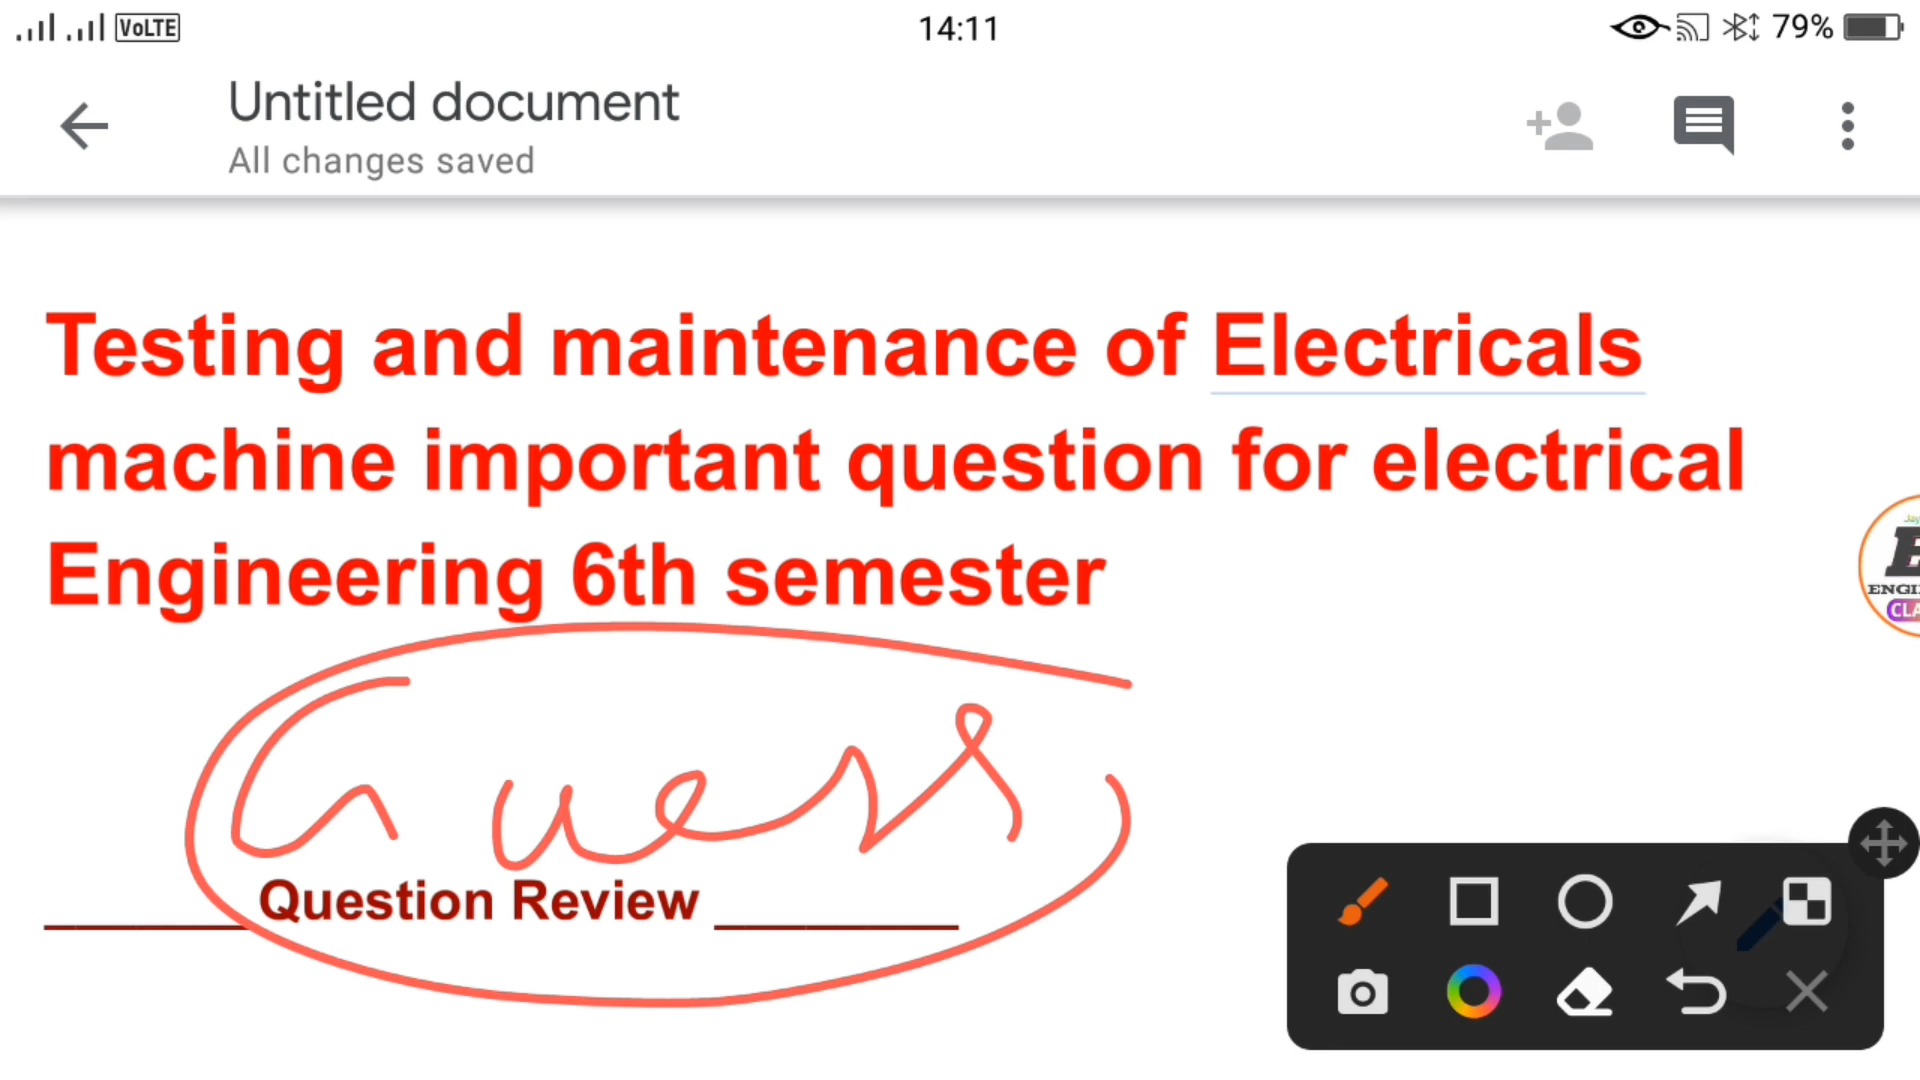 VoLTE 14:11 79%
Untitled document
All changes saved
Testing and maintenance of Electricals
machine important question for electrical
Engineering 6th semester
Guess
Question Review